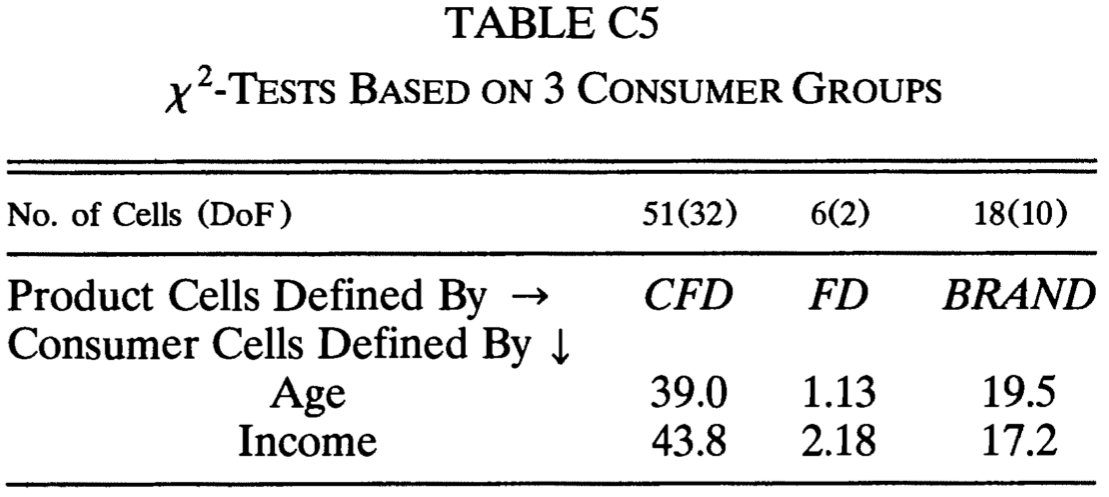 TABLE C5
χ²-TESTS BASED ON 3 CONSUMER GROUPS
No. of Cells (DoF) 51(32) 6(2) 18(10)
Product Cells Defined By → CFD FD BRAND
Consumer Cells Defined By ↓
Age 39.0 1.13 19.5
Income 43.8 2.18 17.2